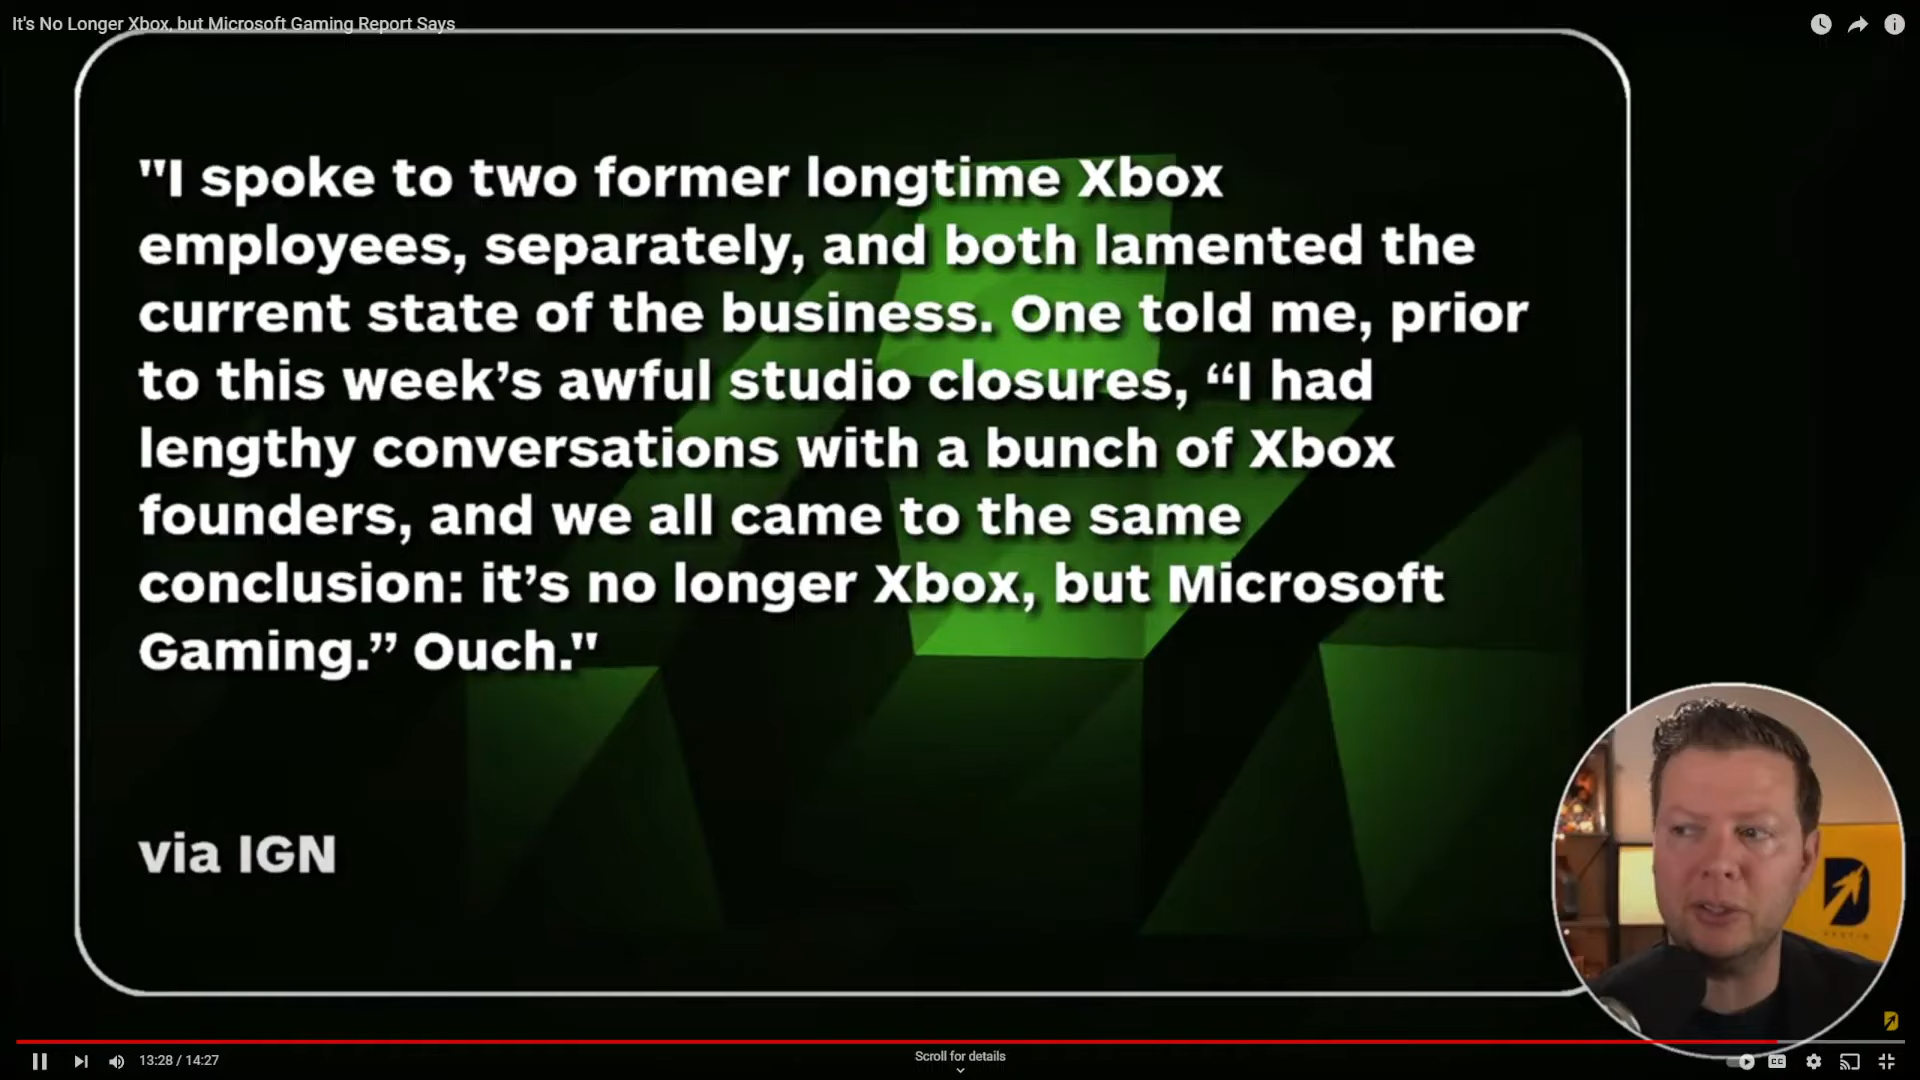 It's No Longer Xbox, but Microsoft Gaming Report Says
"I spoke to two former longtime Xbox
employees, separately, and both lamented the
current state of the business. One told me, prior
to this week’s awful studio closures, “I had
lengthy conversations with a bunch of Xbox
founders, and we all came to the same
conclusion: it’s no longer Xbox, but Microsoft
Gaming.” Ouch."
via IGN
13:28 / 14:27
Scroll for details
CC